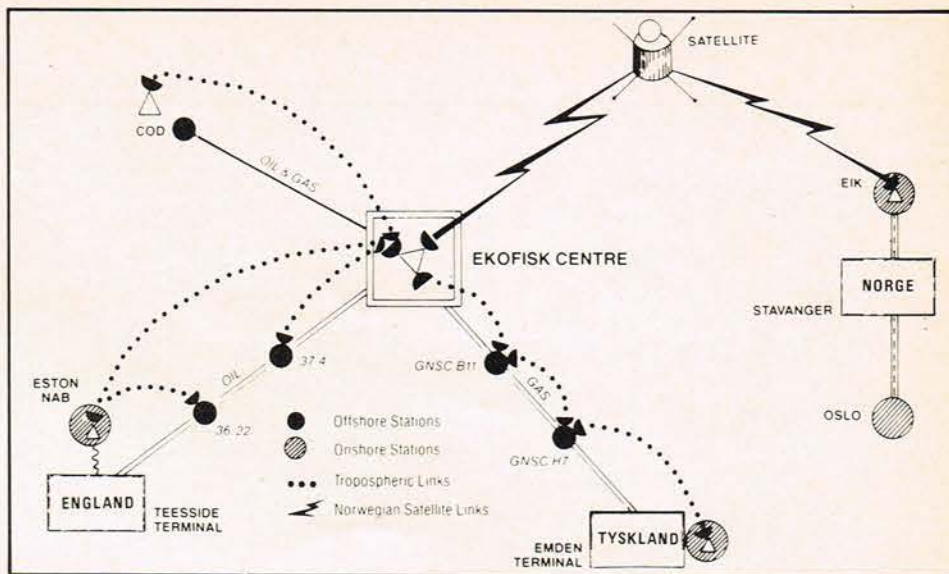 SATELLITE
COD
OIL & GAS
EIK
EKOFISK CENTRE
NORGE
STAVANGER
OSLO
37.4
OIL
36.22
ESTON
NAB
GNSC B11
GAS
GNSC H7
Offshore Stations
Onshore Stations
Tropospheric Links
Norwegian Satellite Links
ENGLAND
TEESSIDE
TERMINAL
EMDEN
TERMINAL
TYSKLAND